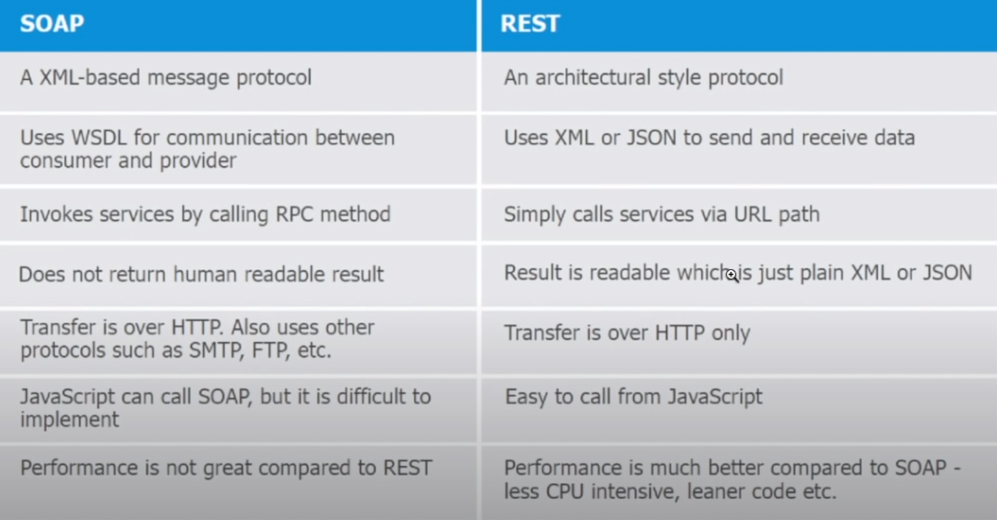 SOAP
REST
A XML-based message protocol
An architectural style protocol
Uses WSDL for communication between
consumer and provider
Uses XML or JSON to send and receive data
Invokes services by calling RPC method
Simply calls services via URL path
Does not return human readable result
Result is readable which is just plain XML or JSON
Transfer is over HTTP. Also uses other
protocols such as SMTP, FTP, etc.
Transfer is over HTTP only
JavaScript can call SOAP, but it is difficult to
implement
Easy to call from JavaScript
Performance is not great compared to REST
Performance is much better compared to SOAP -
less CPU intensive, leaner code etc.